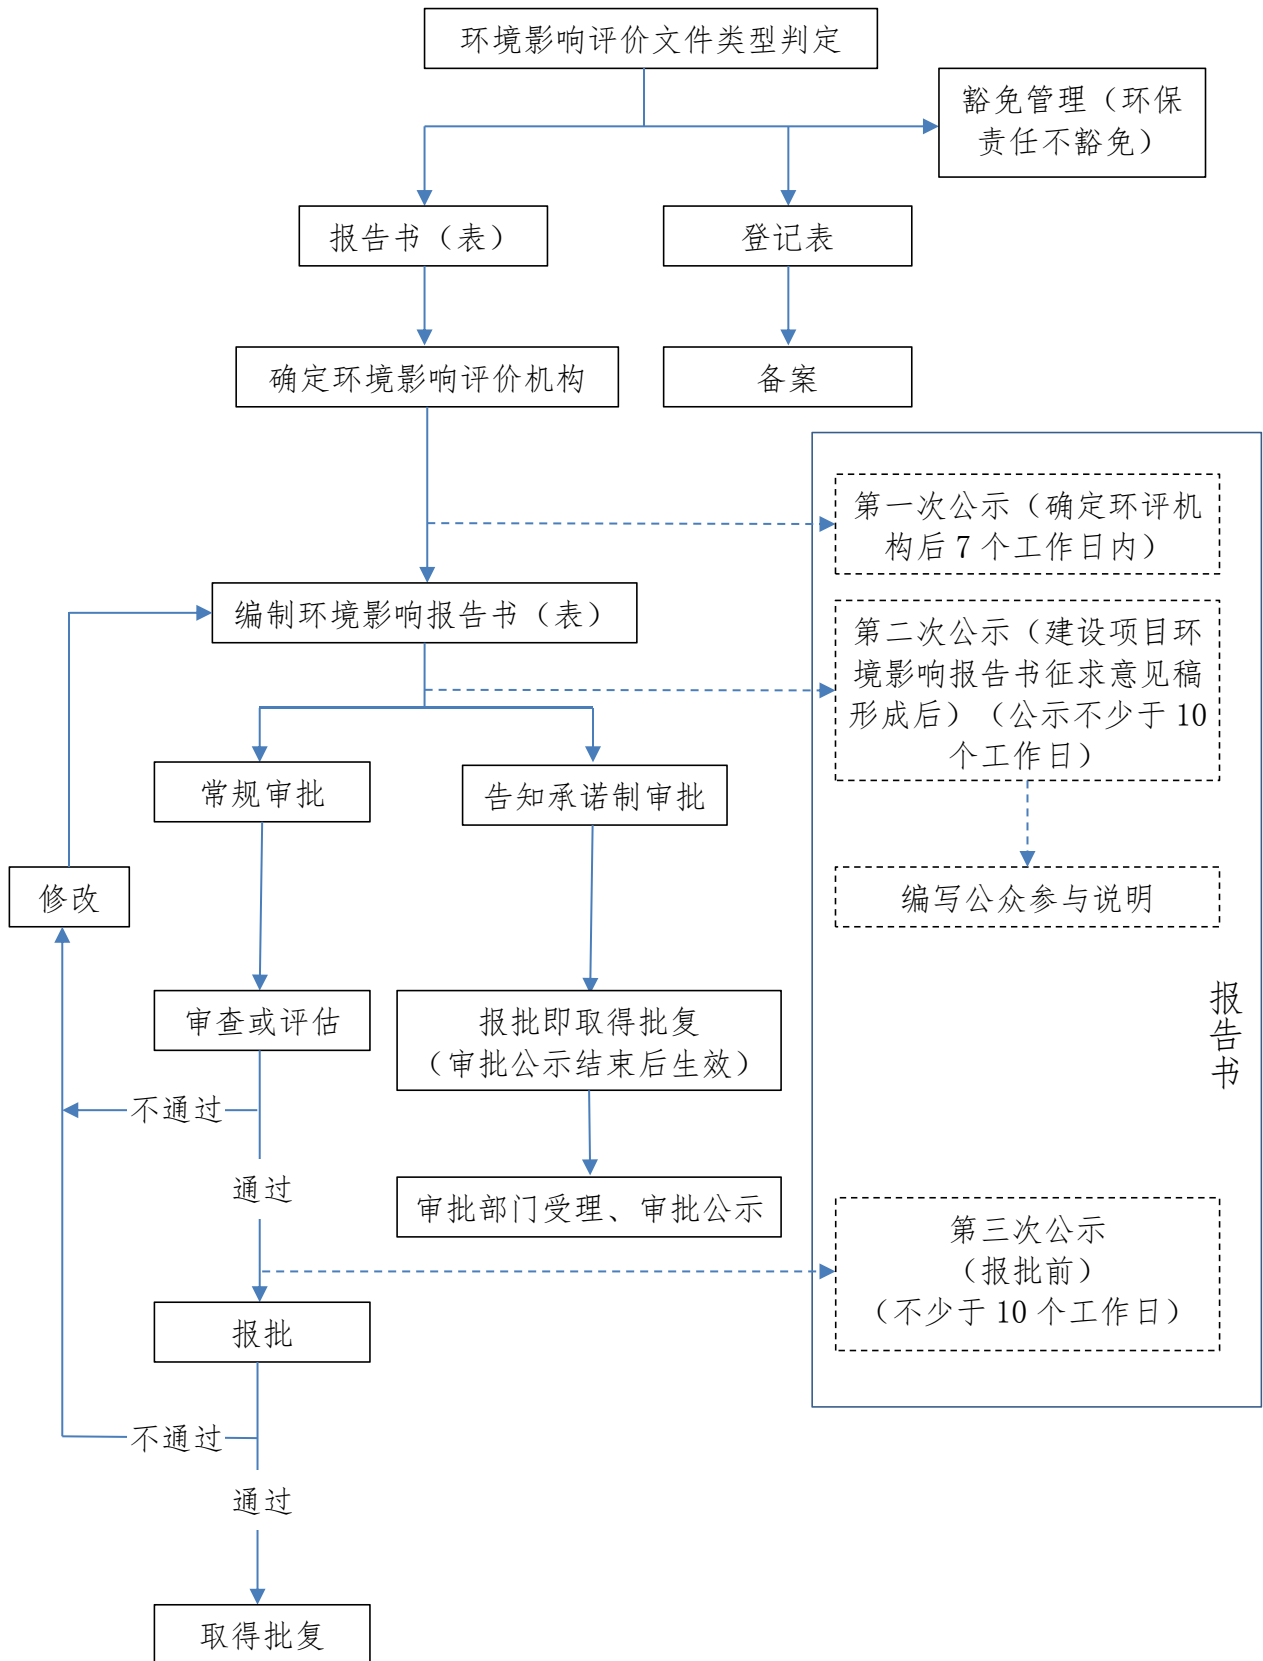 环境影响评价文件类型判定
豁免管理（环保
责任不豁免）
报告书（表）
登记表
确定环境影响评价机构
备案
第一次公示（确定环评机
构后7个工作日内）
编制环境影响报告书（表）
第二次公示（建设项目环
境影响报告书征求意见稿
形成后）（公示不少于10
个工作日）
常规审批
告知承诺制审批
修改
编写公众参与说明
审查或评估
报批即取得批复
（审批公示结束后生效）
报告书
不通过
通过
审批部门受理、审批公示
第三次公示
（报批前）
（不少于10个工作日）
报批
不通过
通过
取得批复